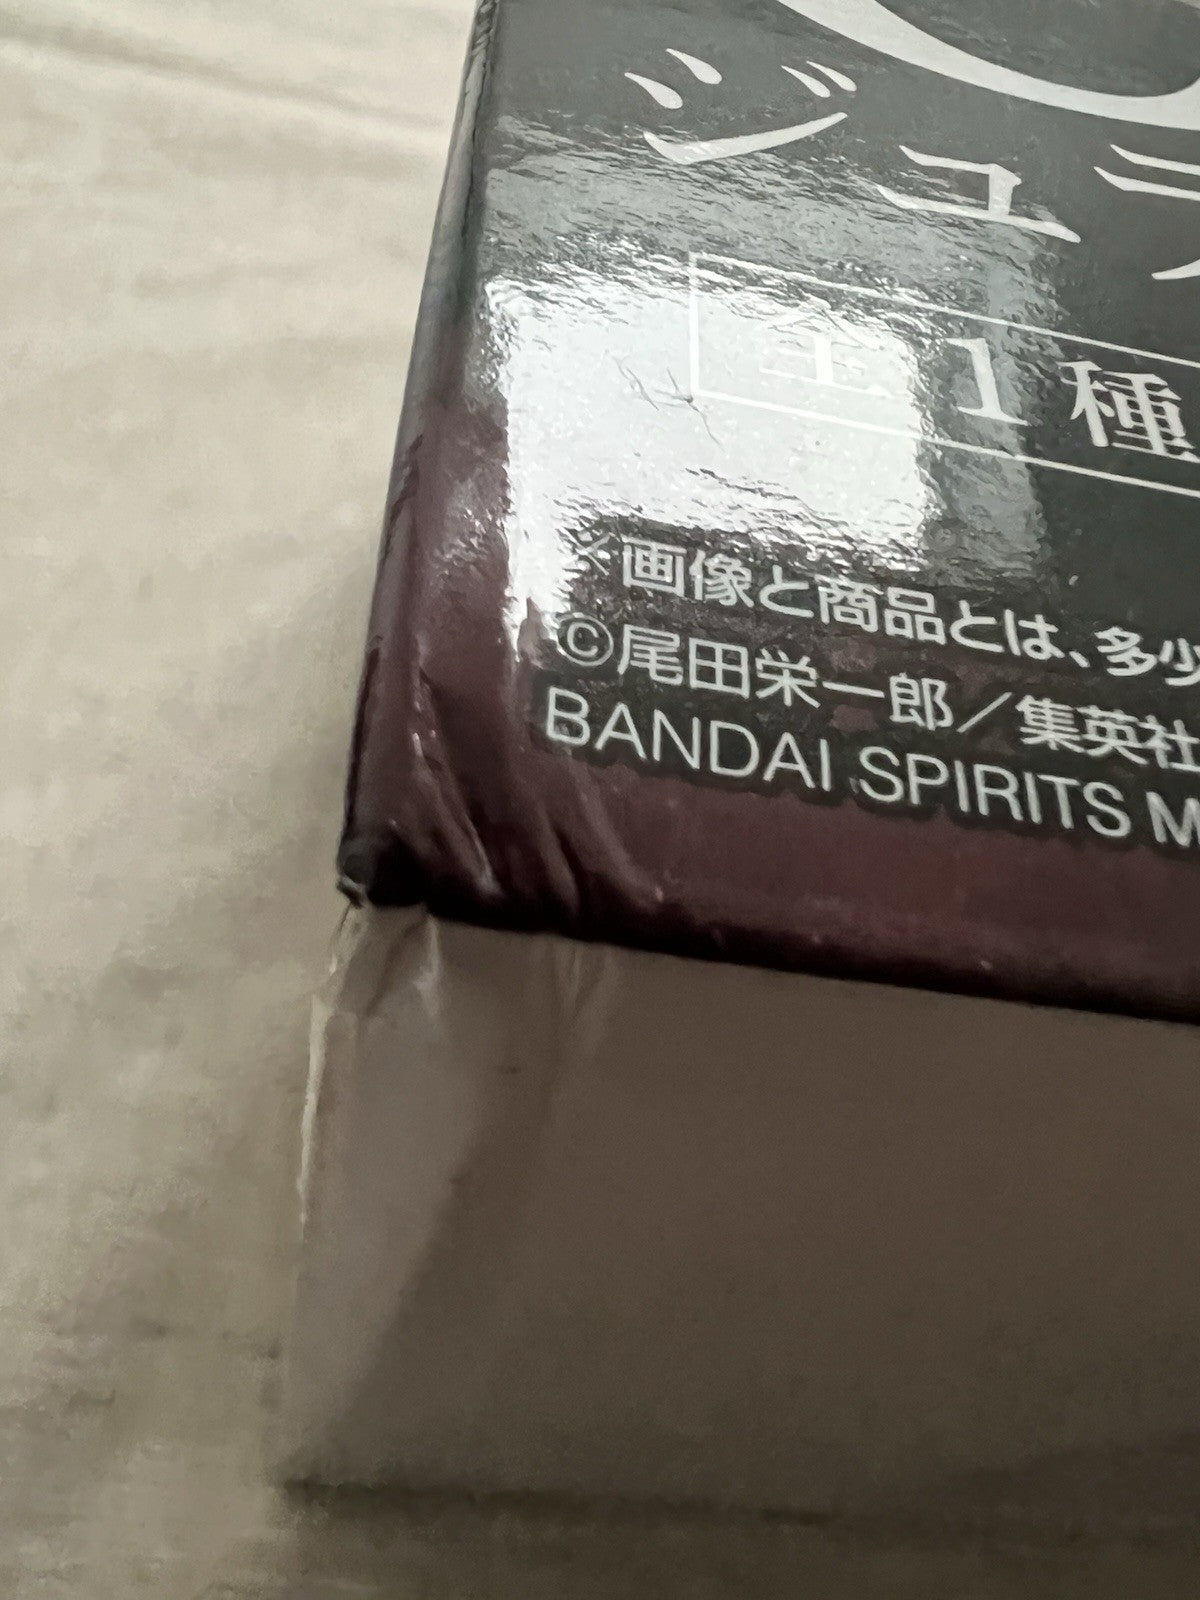 ジュラ
全1種
※画像と商品とは、多少
©尾田栄一郎／集英社
BANDAI SPIRITS M